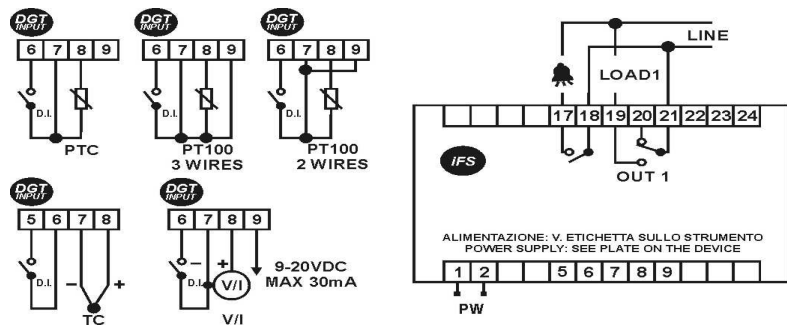 DGT
INPUT
6 7 8 9
D.I.
PTC
6 7 8 9
D.I.
PT100
3 WIRES
DGT
INPUT
6 7 8 9
D.I.
PT100
2 WIRES
DGT
INPUT
5 6 7 8
D.I.
– +
TC
DGT
INPUT
6 7 8 9
D.I.
– +
V/I
V/I
9-20VDC
MAX 30mA
LINE
LOAD1
17 18 19 20 21 22 23 24
iFS
OUT 1
ALIMENTAZIONE: V. ETICHETTA SULLO STRUMENTO
POWER SUPPLY: SEE PLATE ON THE DEVICE
1 2 5 6 7 8 9
PW